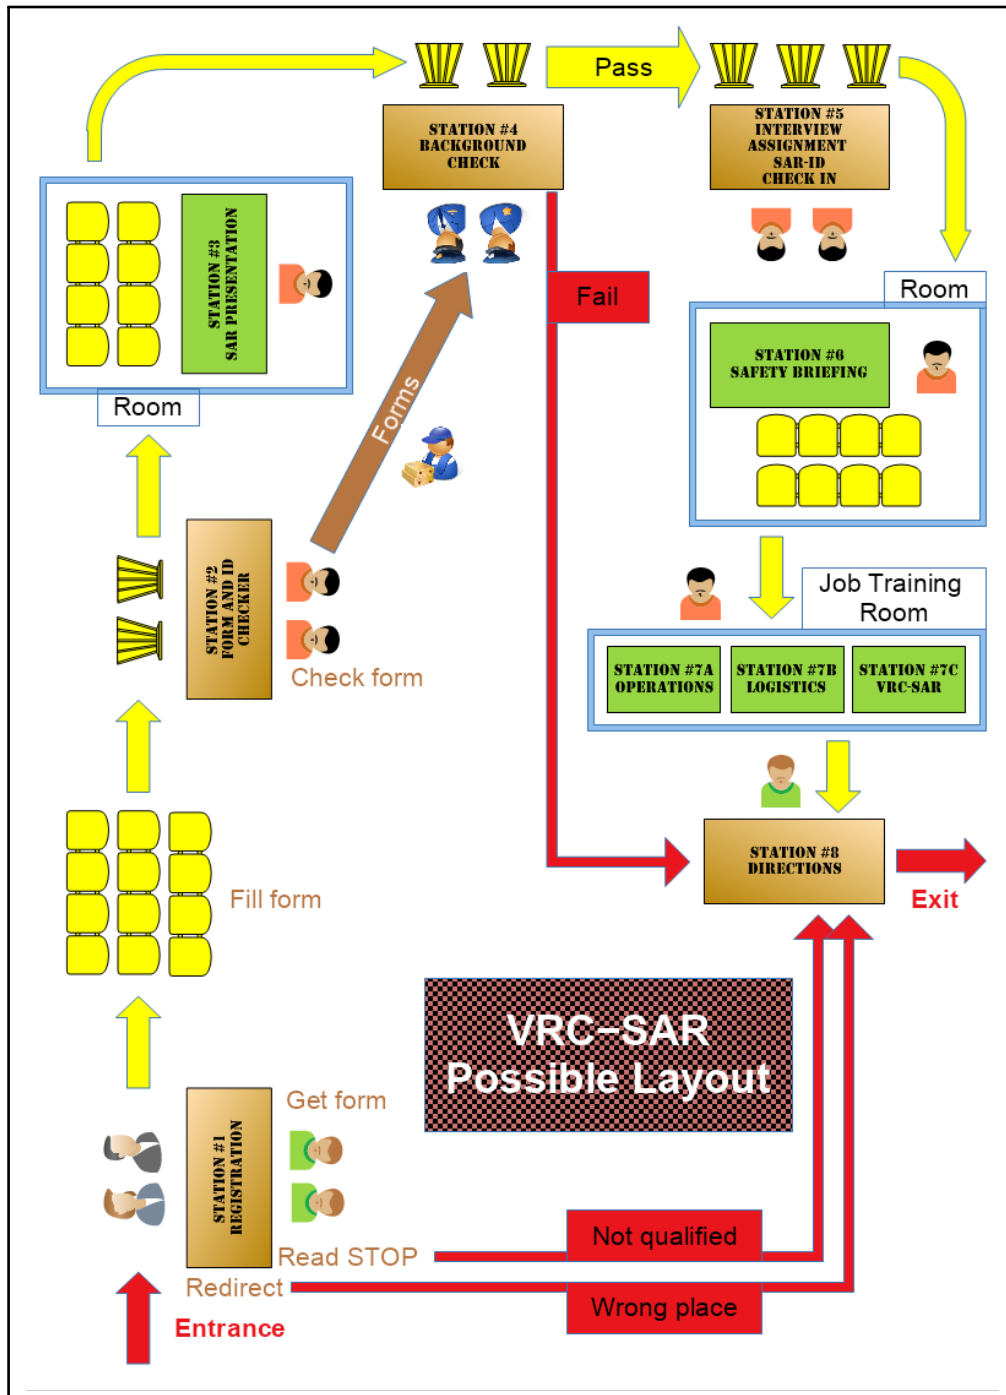 Pass
STATION #4
BACKGROUND
CHECK
STATION #5
INTERVIEW
ASSIGNMENT
SAR-ID
CHECK IN
STATION #3
SAR PRESENTATION
Room
Fail
Room
STATION #6
SAFETY BRIEFING
Forms
STATION #2
FORM AND ID
CHECKER
Check form
Job Training
Room
STATION #7A
OPERATIONS
STATION #7B
LOGISTICS
STATION #7C
VRC-SAR
Fill form
STATION #8
DIRECTIONS
Exit
VRC–SAR
Possible Layout
Get form
STATION #1
REGISTRATION
Read STOP
Not qualified
Redirect
Wrong place
Entrance